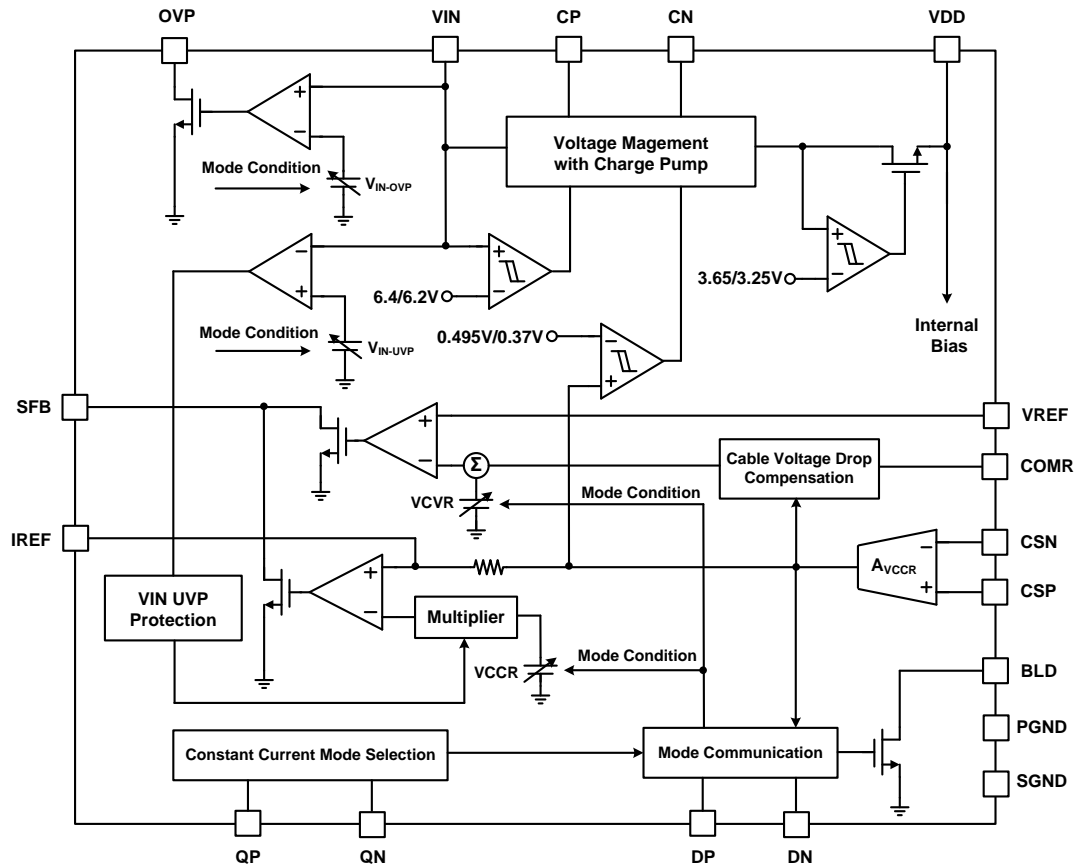 OVP
VIN
CP
CN
VDD
+
−
Mode Condition
VIN-OVP
Voltage Magement
with Charge Pump
−
+
Mode Condition
VIN-UVP
+
−
6.4/6.2V
+
−
3.65/3.25V
Internal
Bias
0.495V/0.37V
−
+
SFB
VREF
+
−
Σ
Cable Voltage Drop
Compensation
COMR
VCVR
Mode Condition
IREF
CSN
−
AVCCR
+
CSP
+
−
VIN UVP
Protection
Multiplier
VCCR
Mode Condition
BLD
PGND
SGND
Constant Current Mode Selection
Mode Communication
QP
QN
DP
DN